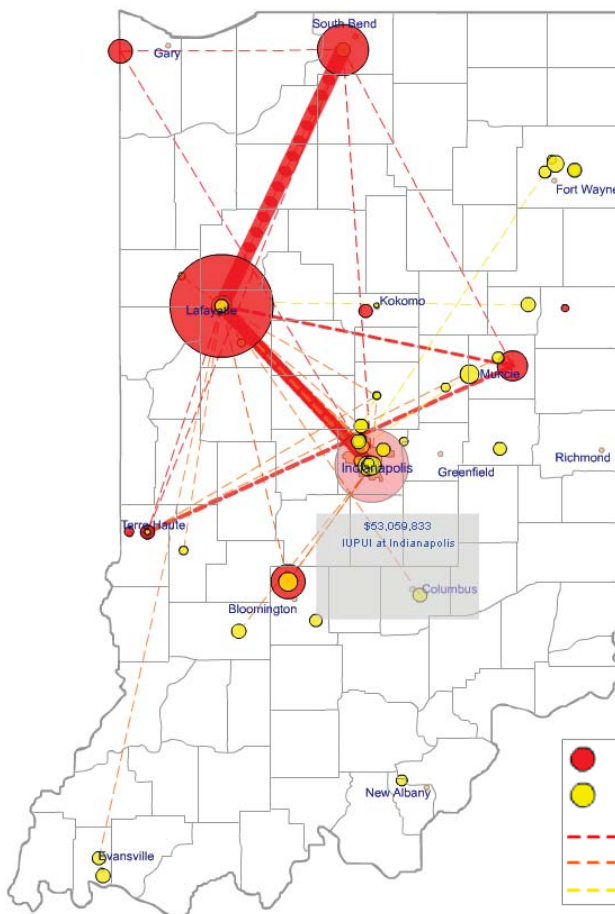 South Bend
Gary
Fort Wayne
Lafayette
Kokomo
Muncie
Indianapolis
Greenfield
Richmond
$53,059,833
IUPUI at Indianapolis
Terre Haute
Columbus
Bloomington
New Albany
Evansville